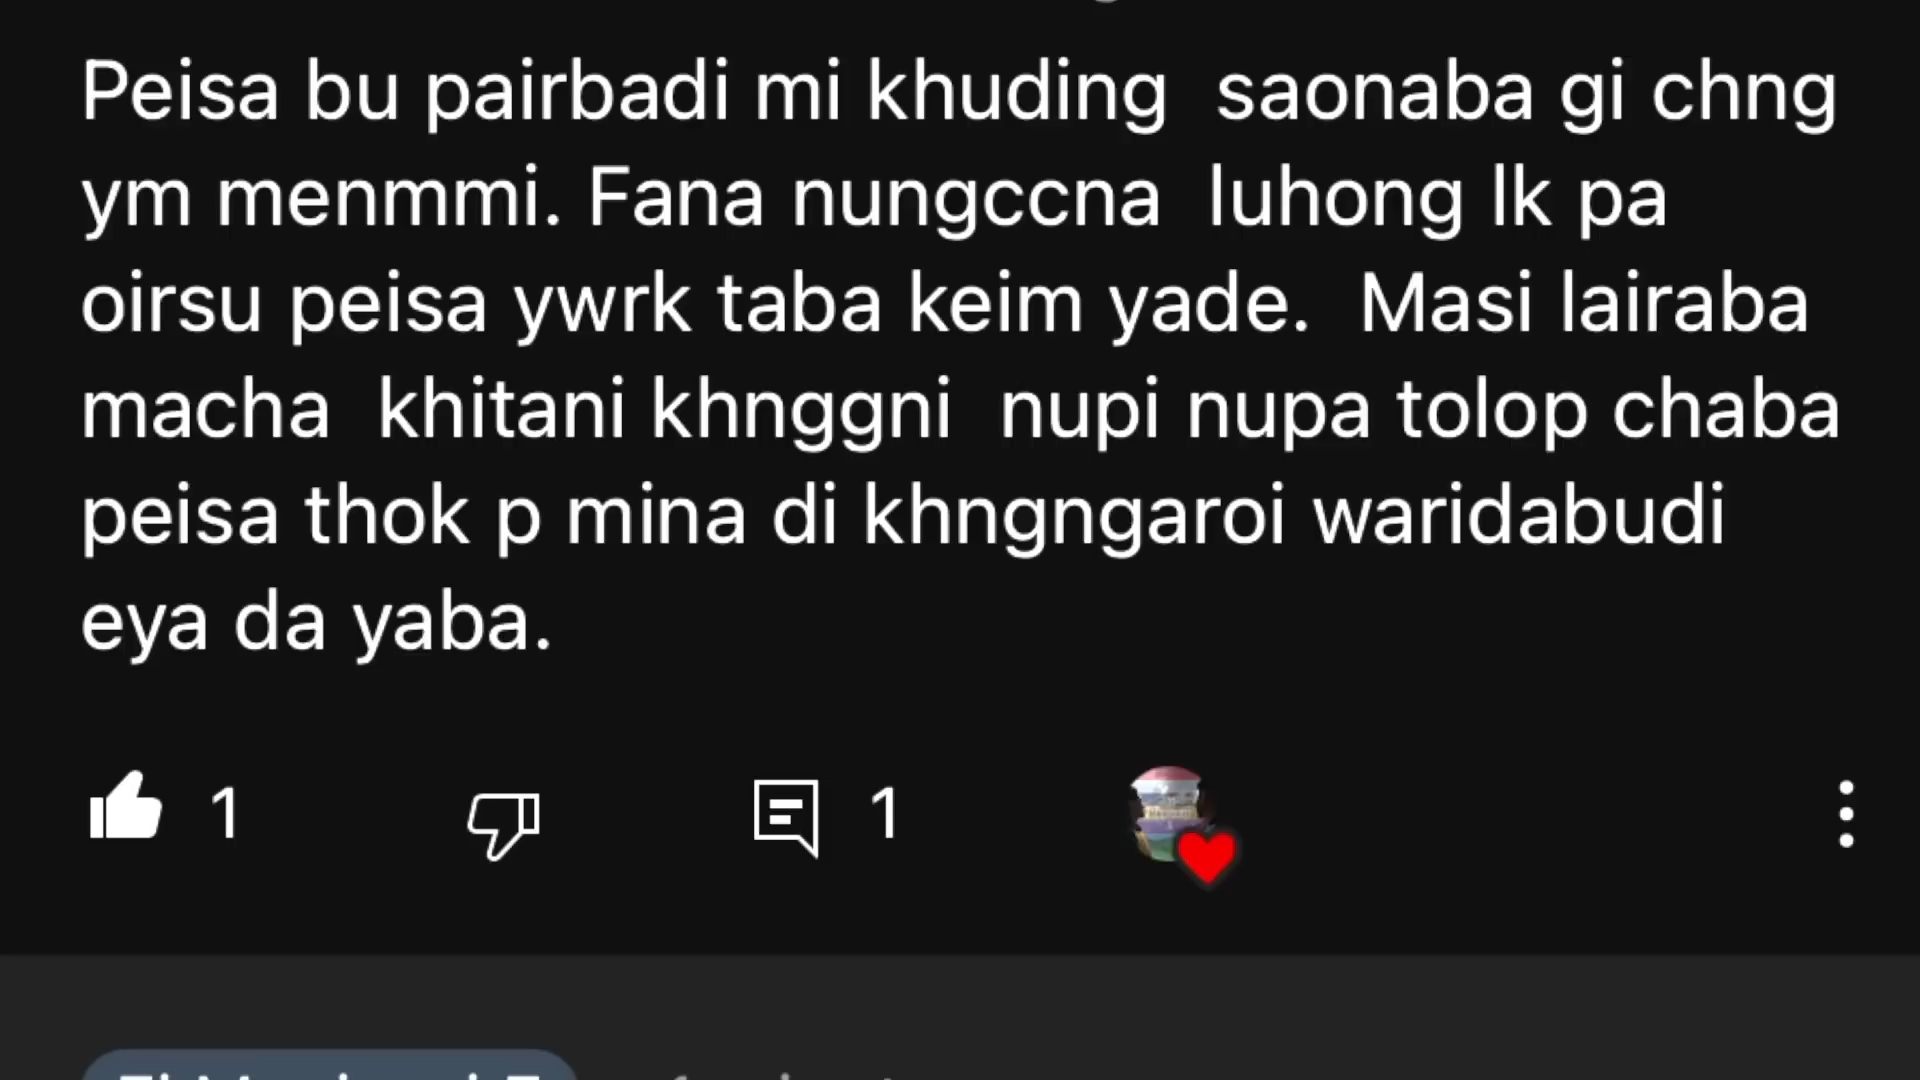 Peisa bu pairbadi mi khuding saonaba gi chng
ym menmmi. Fana nungccna luhong lk pa
oirsu peisa ywrk taba keim yade. Masi lairaba
macha khitani khnggni nupi nupa tolop chaba
peisa thok p mina di khngngaroi waridabudi
eya da yaba.
1
1